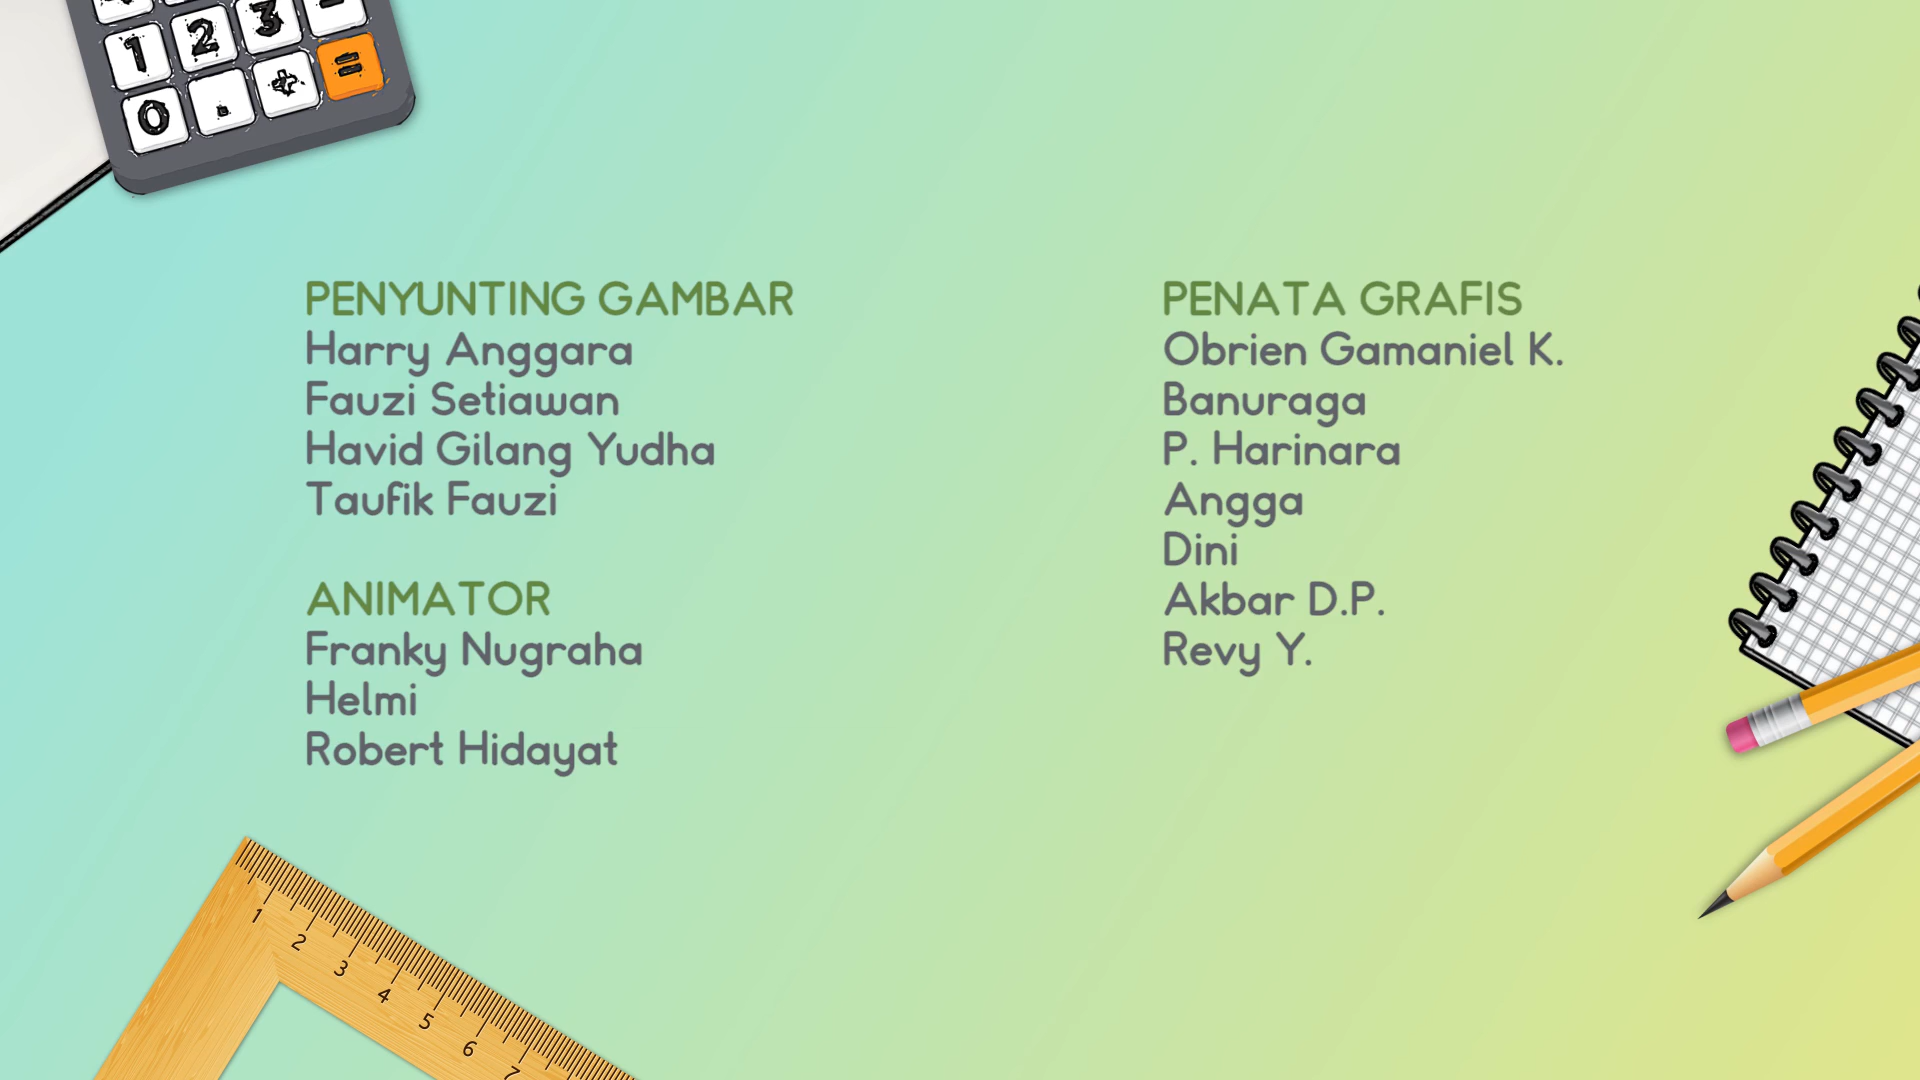 1 2 3 -
0 . ÷ =
PENYUNTING GAMBAR
Harry Anggara
Fauzi Setiawan
Havid Gilang Yudha
Taufik Fauzi
ANIMATOR
Franky Nugraha
Helmi
Robert Hidayat
PENATA GRAFIS
Obrien Gamaniel K.
Banuraga
P. Harinara
Angga
Dini
Akbar D.P.
Revy Y.
1 2 3 4 5 6 7